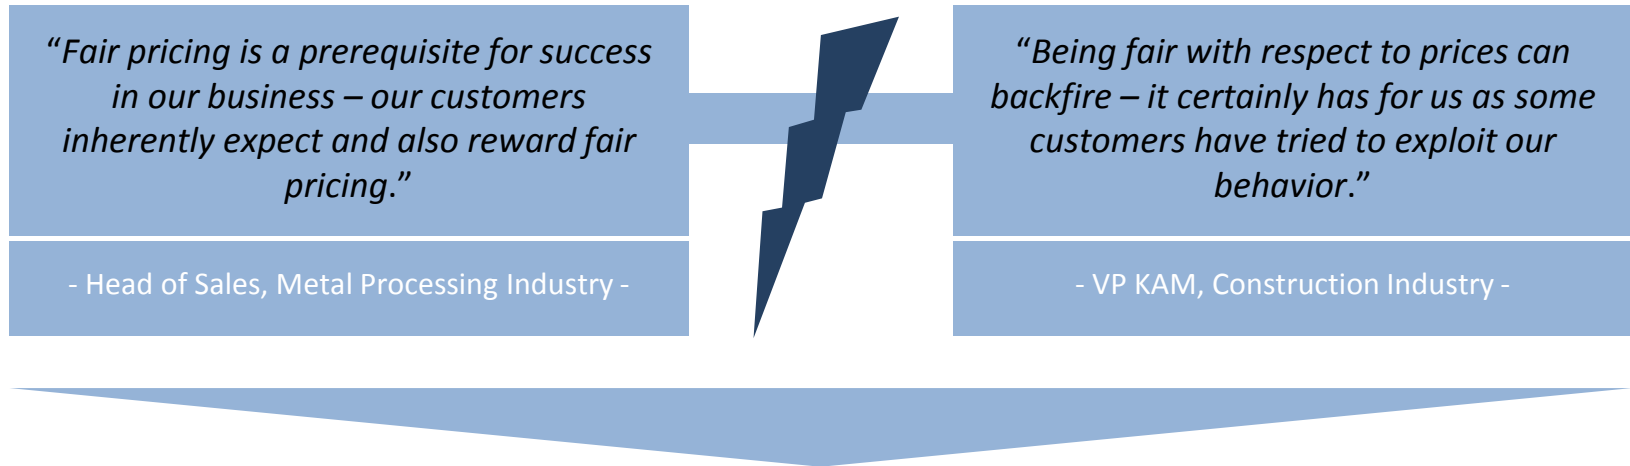 “Fair pricing is a prerequisite for success
in our business – our customers
inherently expect and also reward fair
pricing.”
- Head of Sales, Metal Processing Industry -
“Being fair with respect to prices can
backfire – it certainly has for us as some
customers have tried to exploit our
behavior.”
- VP KAM, Construction Industry -